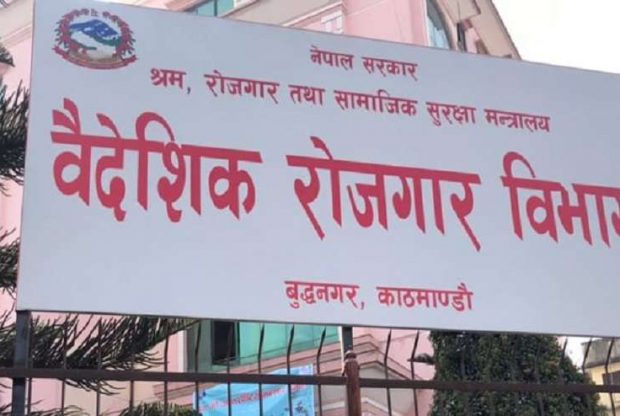 नेपाल सरकार
श्रम, रोजगार तथा सामाजिक सुरक्षा मन्त्रालय
वैदेशिक रोजगार विभाग
बुद्धनगर, काठमाण्डौ